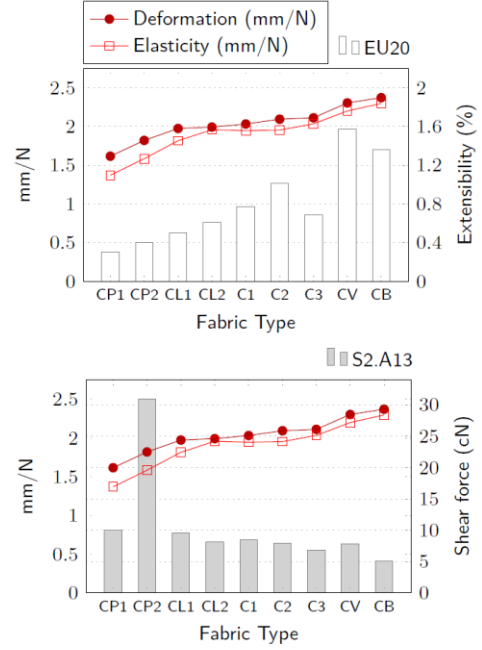 Deformation (mm/N)
Elasticity (mm/N)
EU20
2.5
2
1.5
1
0.5
0
mm/N
2
1.6
1.2
0.8
0.4
0
Extensibility (%)
CP1 CP2 CL1 CL2 C1 C2 C3 CV CB
Fabric Type
S2.A13
2.5
2
1.5
1
0.5
0
mm/N
30
25
20
15
10
5
0
Shear force (cN)
CP1 CP2 CL1 CL2 C1 C2 C3 CV CB
Fabric Type